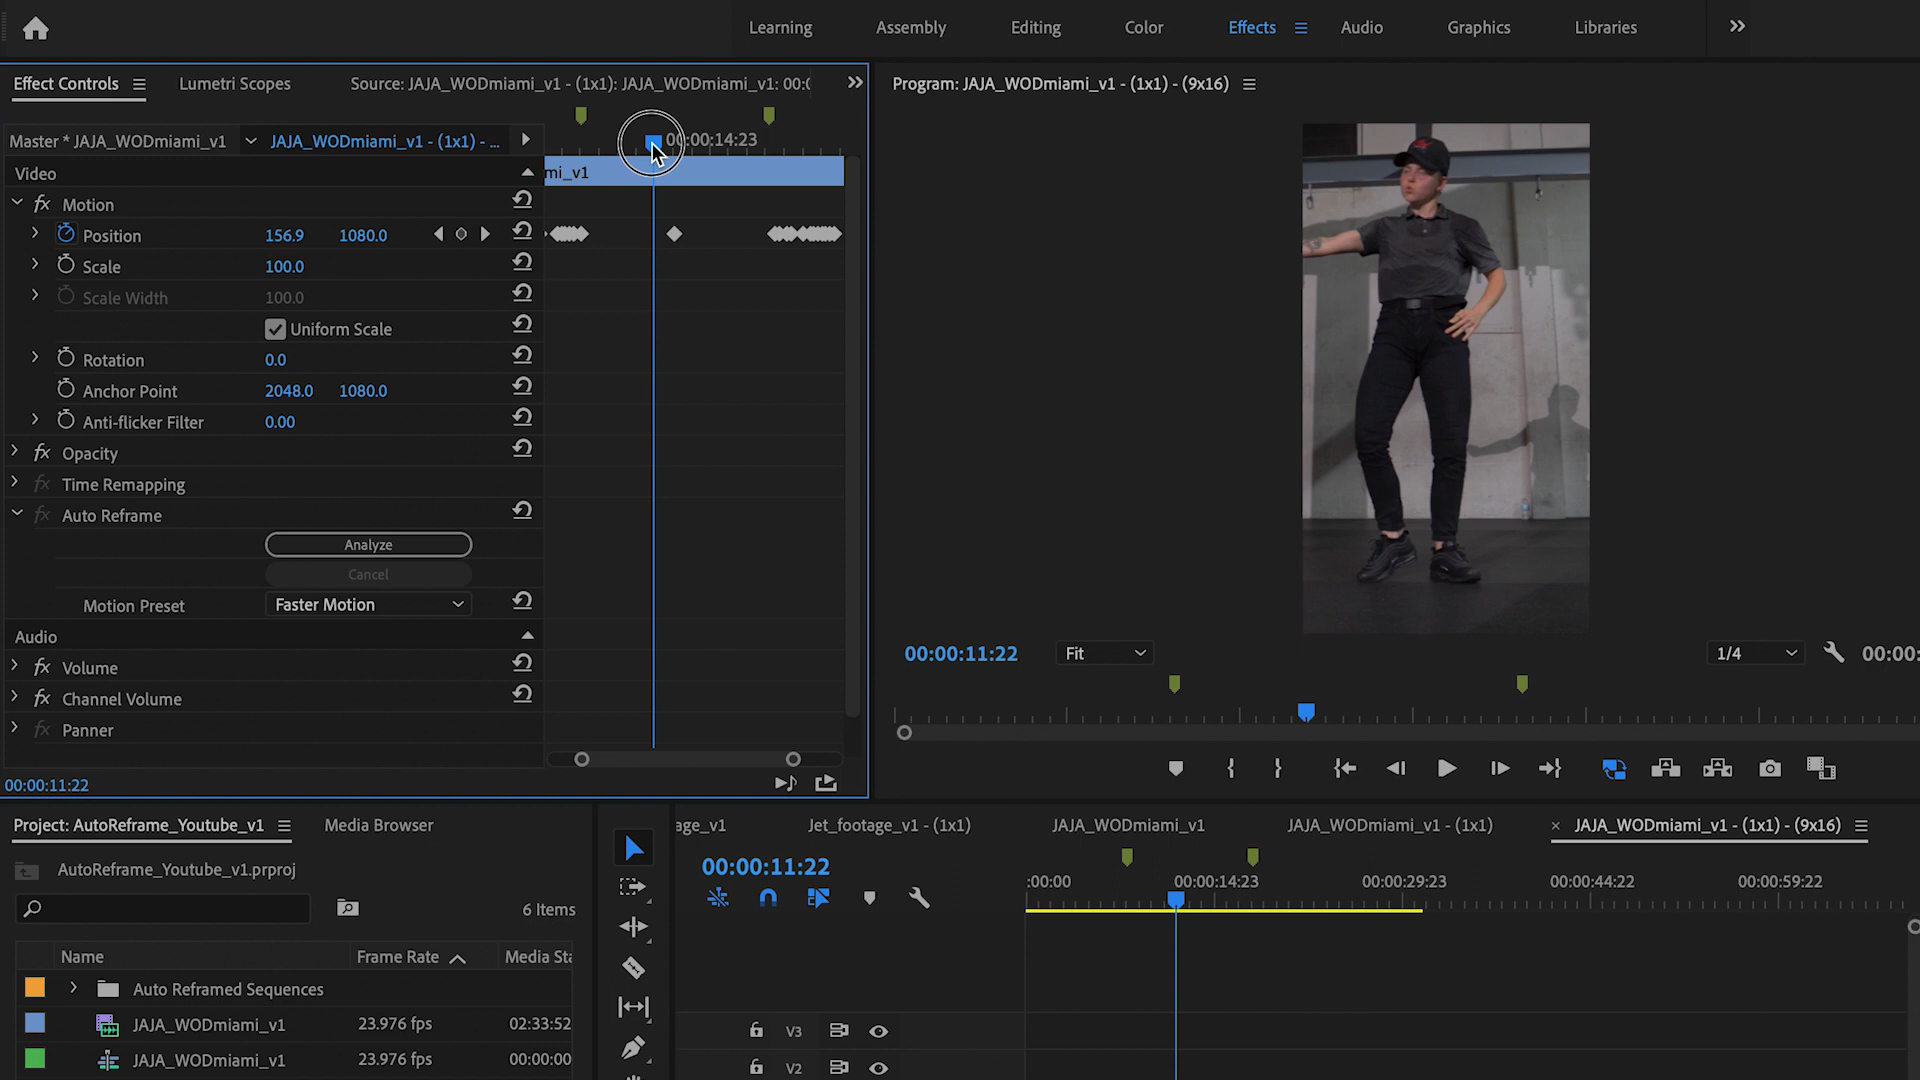 Learning Assembly Editing Color Effects Audio Graphics Libraries
Effect Controls Lumetri Scopes Source: JAJA_WODmiami_v1 - (1x1): JAJA_WODmiami_v1: 00:0
Program: JAJA_WODmiami_v1 - (1x1) - (9x16)
Master * JAJA_WODmiami_v1 JAJA_WODmiami_v1 - (1x1) - ...
00:00:14:23
Video
mi_v1
fx Motion
Position 156.9 1080.0
Scale 100.0
Scale Width 100.0
Uniform Scale
Rotation 0.0
Anchor Point 2048.0 1080.0
Anti-flicker Filter 0.00
fx Opacity
fx Time Remapping
fx Auto Reframe
Analyze
Cancel
Motion Preset Faster Motion
Audio
fx Volume
fx Channel Volume
fx Panner
00:00:11:22
00:00:11:22 Fit 1/4 00:00:
Project: AutoReframe_Youtube_v1 Media Browser
AutoReframe_Youtube_v1.prproj
6 Items
Name Frame Rate Media Sta
Auto Reframed Sequences
JAJA_WODmiami_v1 23.976 fps 02:33:52
JAJA_WODmiami_v1 23.976 fps 00:00:00
age_v1 Jet_footage_v1 - (1x1) JAJA_WODmiami_v1 JAJA_WODmiami_v1 - (1x1) × JAJA_WODmiami_v1 - (1x1) - (9x16)
00:00:11:22
:00:00 00:00:14:23 00:00:29:23 00:00:44:22 00:00:59:22
V3
V2